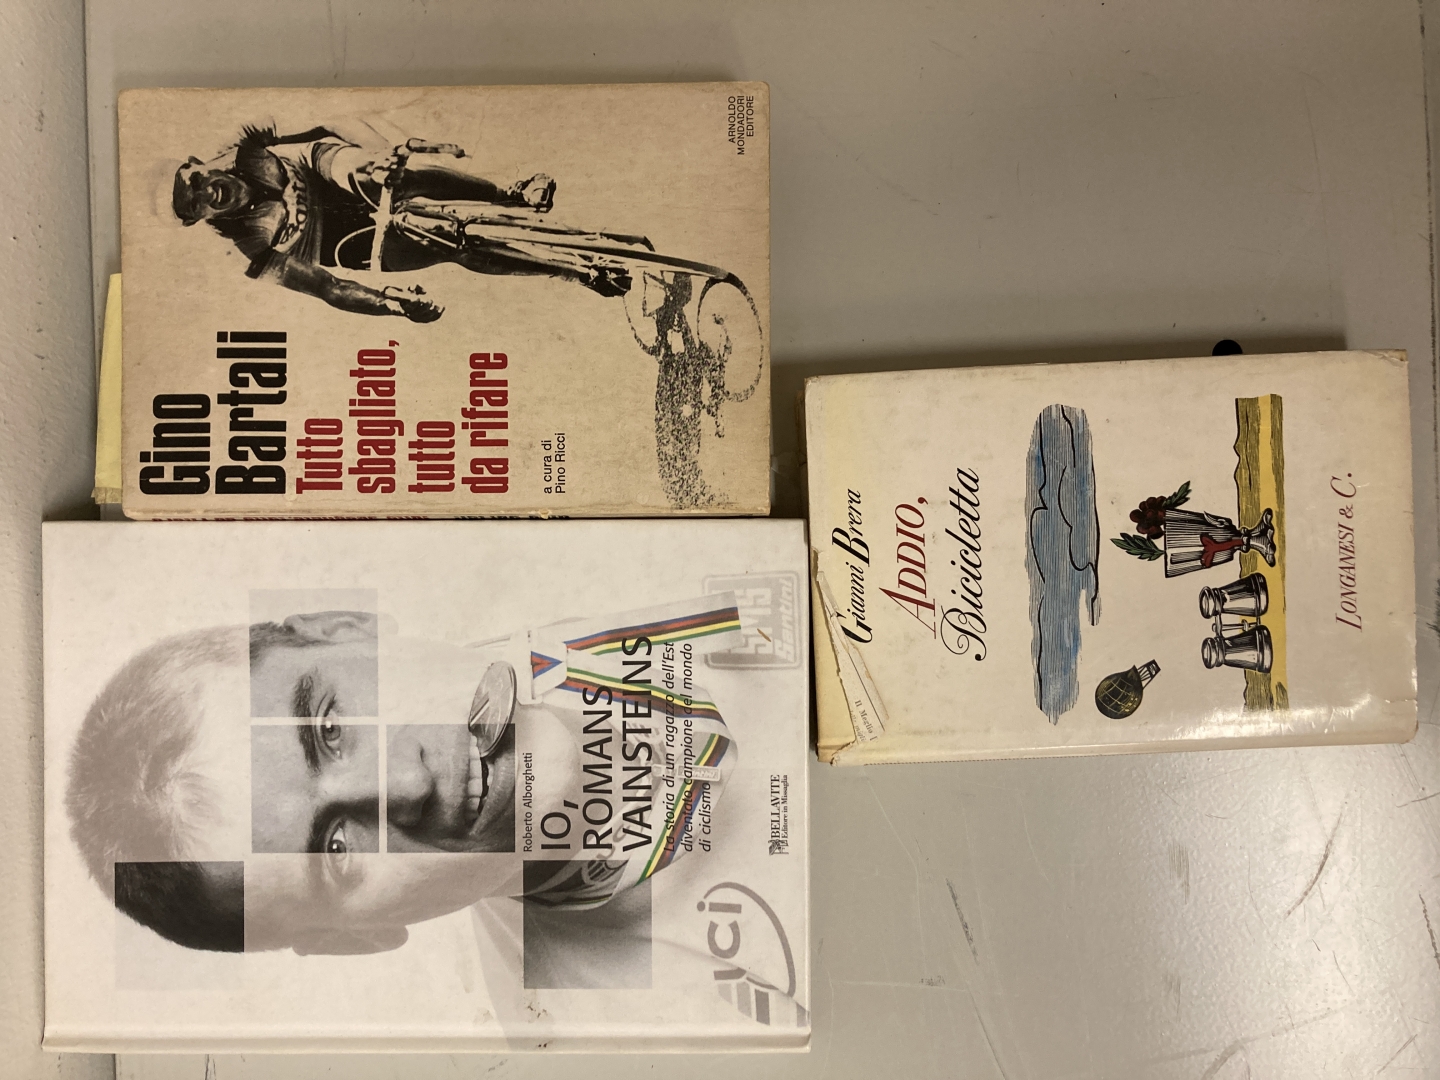 Gino
Bartali
Tutto
sbagliato,
tutto
da rifare
a cura di
Pino Ricci
ARNOLDO
MONDADORI
EDITORE
Roberto Alborghetti
IO,
ROMANS
VAINSTEINS
La storia di un ragazzo dell'Est
diventato campione del mondo
di ciclismo
BELLAVITE
Editore in Missaglia
SMS
Santini
UCi
Gianni Brera
ADDIO,
Bicicletta
LONGANESI & C.